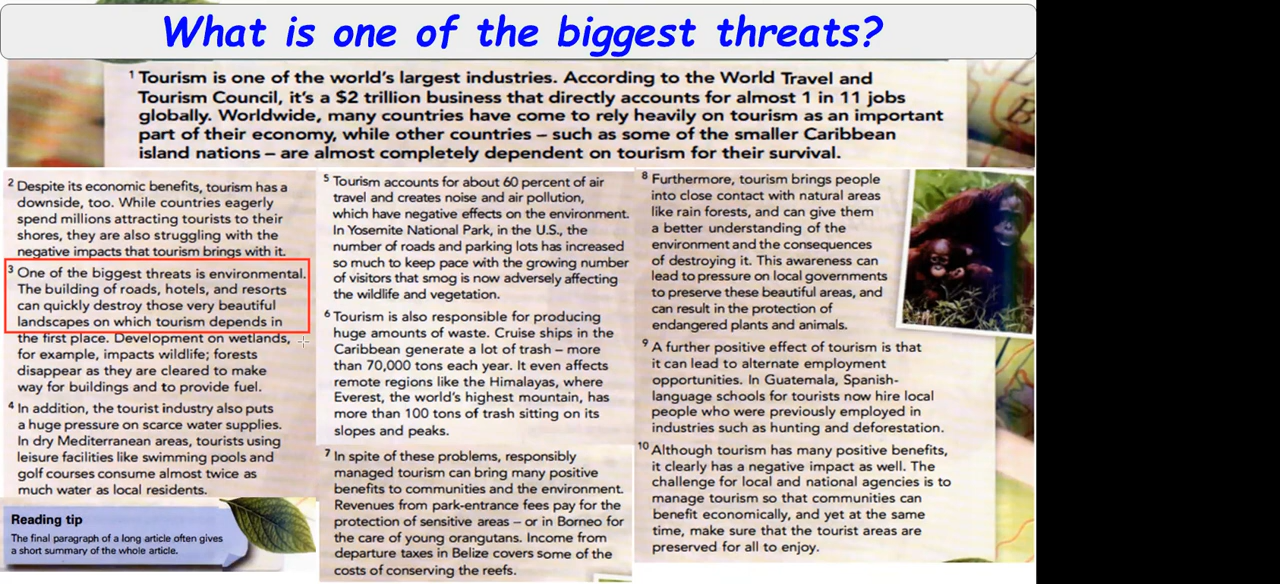 What is one of the biggest threats?
1 Tourism is one of the world's largest industries. According to the World Travel and
Tourism Council, it's a $2 trillion business that directly accounts for almost 1 in 11 jobs
globally. Worldwide, many countries have come to rely heavily on tourism as an important
part of their economy, while other countries – such as some of the smaller Caribbean
island nations – are almost completely dependent on tourism for their survival.
2 Despite its economic benefits, tourism has a
downside, too. While countries eagerly
spend millions attracting tourists to their
shores, they are also struggling with the
negative impacts that tourism brings with it.
3 One of the biggest threats is environmental.
The building of roads, hotels, and resorts
can quickly destroy those very beautiful
landscapes on which tourism depends in
the first place. Development on wetlands,
for example, impacts wildlife; forests
disappear as they are cleared to make
way for buildings and to provide fuel.
4 In addition, the tourist industry also puts
a huge pressure on scarce water supplies.
In dry Mediterranean areas, tourists using
leisure facilities like swimming pools and
golf courses consume almost twice as
much water as local residents.
Reading tip
The final paragraph of a long article often gives
a short summary of the whole article.
5 Tourism accounts for about 60 percent of air
travel and creates noise and air pollution,
which have negative effects on the environment.
In Yosemite National Park, in the U.S., the
number of roads and parking lots has increased
so much to keep pace with the growing number
of visitors that smog is now adversely affecting
the wildlife and vegetation.
6 Tourism is also responsible for producing
huge amounts of waste. Cruise ships in the
Caribbean generate a lot of trash – more
than 70,000 tons each year. It even affects
remote regions like the Himalayas, where
Everest, the world's highest mountain, has
more than 100 tons of trash sitting on its
slopes and peaks.
7 In spite of these problems, responsibly
managed tourism can bring many positive
benefits to communities and the environment.
Revenues from park-entrance fees pay for the
protection of sensitive areas – or in Borneo for
the care of young orangutans. Income from
departure taxes in Belize covers some of the
costs of conserving the reefs.
8 Furthermore, tourism brings people
into close contact with natural areas
like rain forests, and can give them
a better understanding of the
environment and the consequences
of destroying it. This awareness can
lead to pressure on local governments
to preserve these beautiful areas, and
can result in the protection of
endangered plants and animals.
9 A further positive effect of tourism is that
it can lead to alternate employment
opportunities. In Guatemala, Spanish-
language schools for tourists now hire local
people who were previously employed in
industries such as hunting and deforestation.
10 Although tourism has many positive benefits,
it clearly has a negative impact as well. The
challenge for local and national agencies is to
manage tourism so that communities can
benefit economically, and yet at the same
time, make sure that the tourist areas are
preserved for all to enjoy.